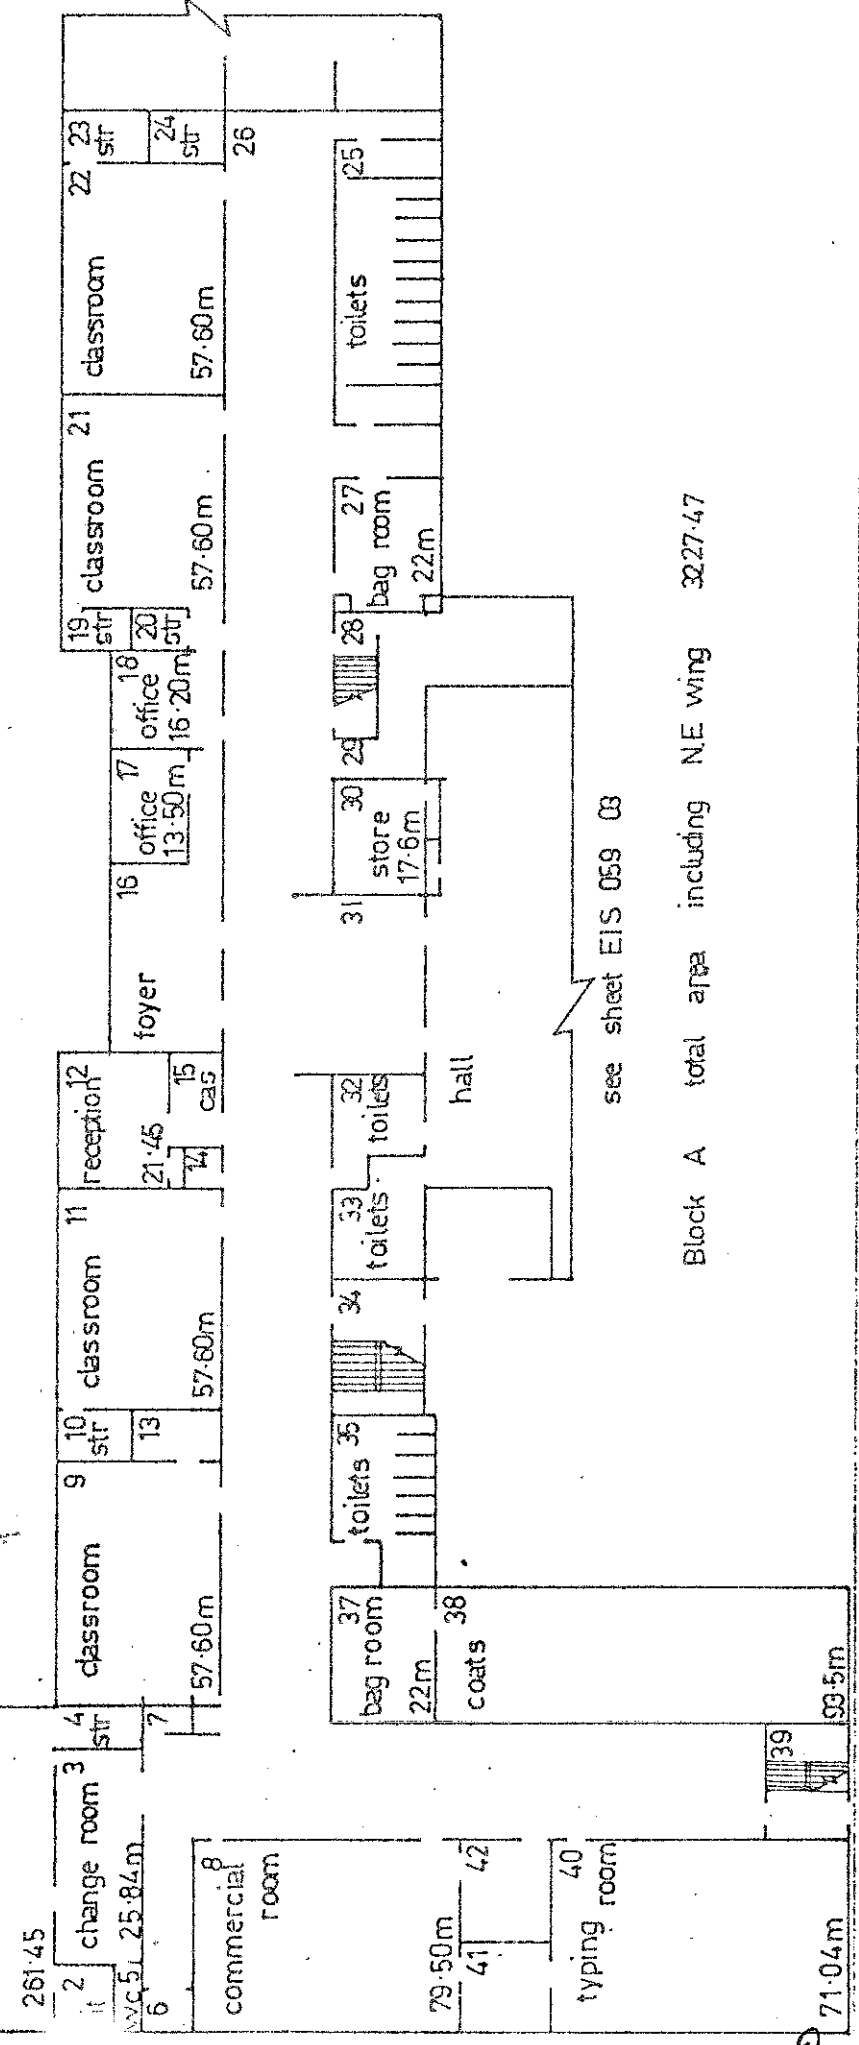 261·45
2
it
change room 3
25·84m
wc 5
6
4
str
7
8
commercial
room
79·50m
41
42
40
typing room
71·04m
39
9
classroom
57·60m
10
str
13
11
classroom
57·60m
reception 12
21·45
14
15
cas
16
foyer
17
office
13·50m
18
office
16·20m
19
str
20
str
21
classroom
57·60m
22
classroom
57·60m
23
str
24
str
26
25
toilets
27
bag room
22m
28
29
30
store
17·6m
31
32
toilets
33
toilets
hall
34
toilets 35
37
bag room
22m
38
coats
93·5m
see sheet EIS 059 03
Block A total area including N.E wing 3227·47